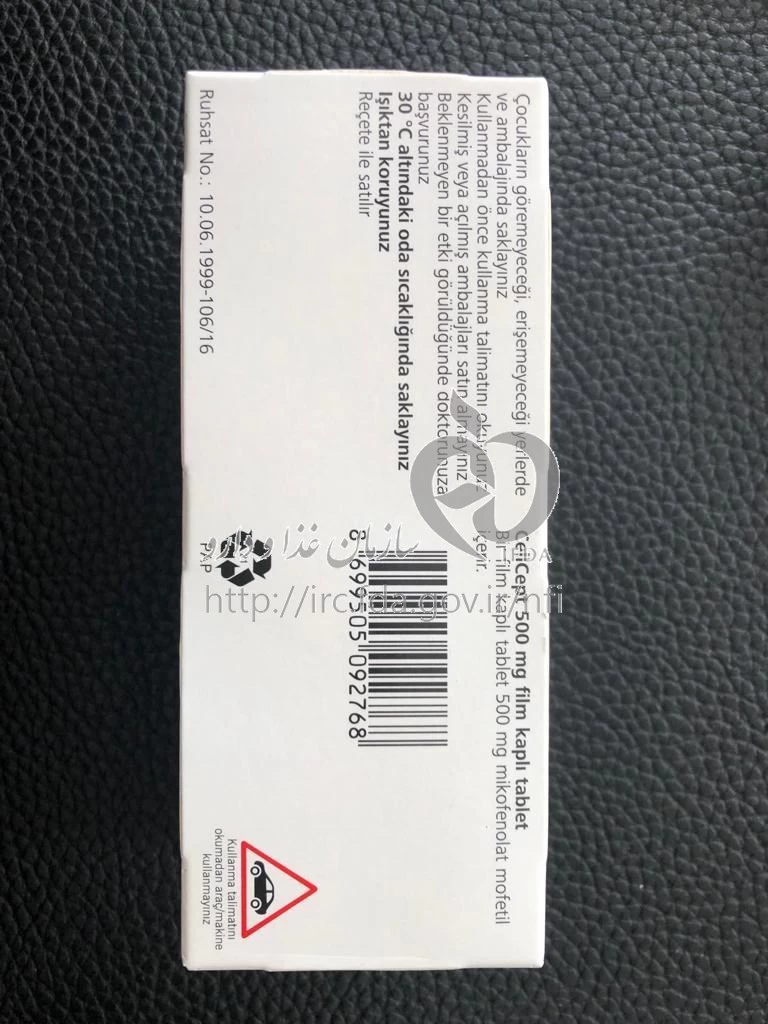 Çocukların göremeyeceği, erişemeyeceği yerlerde
ve ambalajında saklayınız
Kullanmadan önce kullanma talimatını okuyunuz
Kesilmiş veya açılmış ambalajları satın almayınız
Beklenmeyen bir etki görüldüğünde doktorunuza
başvurunuz
30 °C altındaki oda sıcaklığında saklayınız
Işıktan koruyunuz
Reçete ile satılır
Ruhsat No.: 10.06.1999-106/16
CellCept 500 mg film kaplı tablet
Bir film kaplı tablet 500 mg mikofenolat mofetil
içerir.
8 699505 092768
PAP
Kullanma talimatını
okumadan araç/makine
kullanmayınız
سازمان غذا و دارو
http://irc.fda.gov.ir/nfi